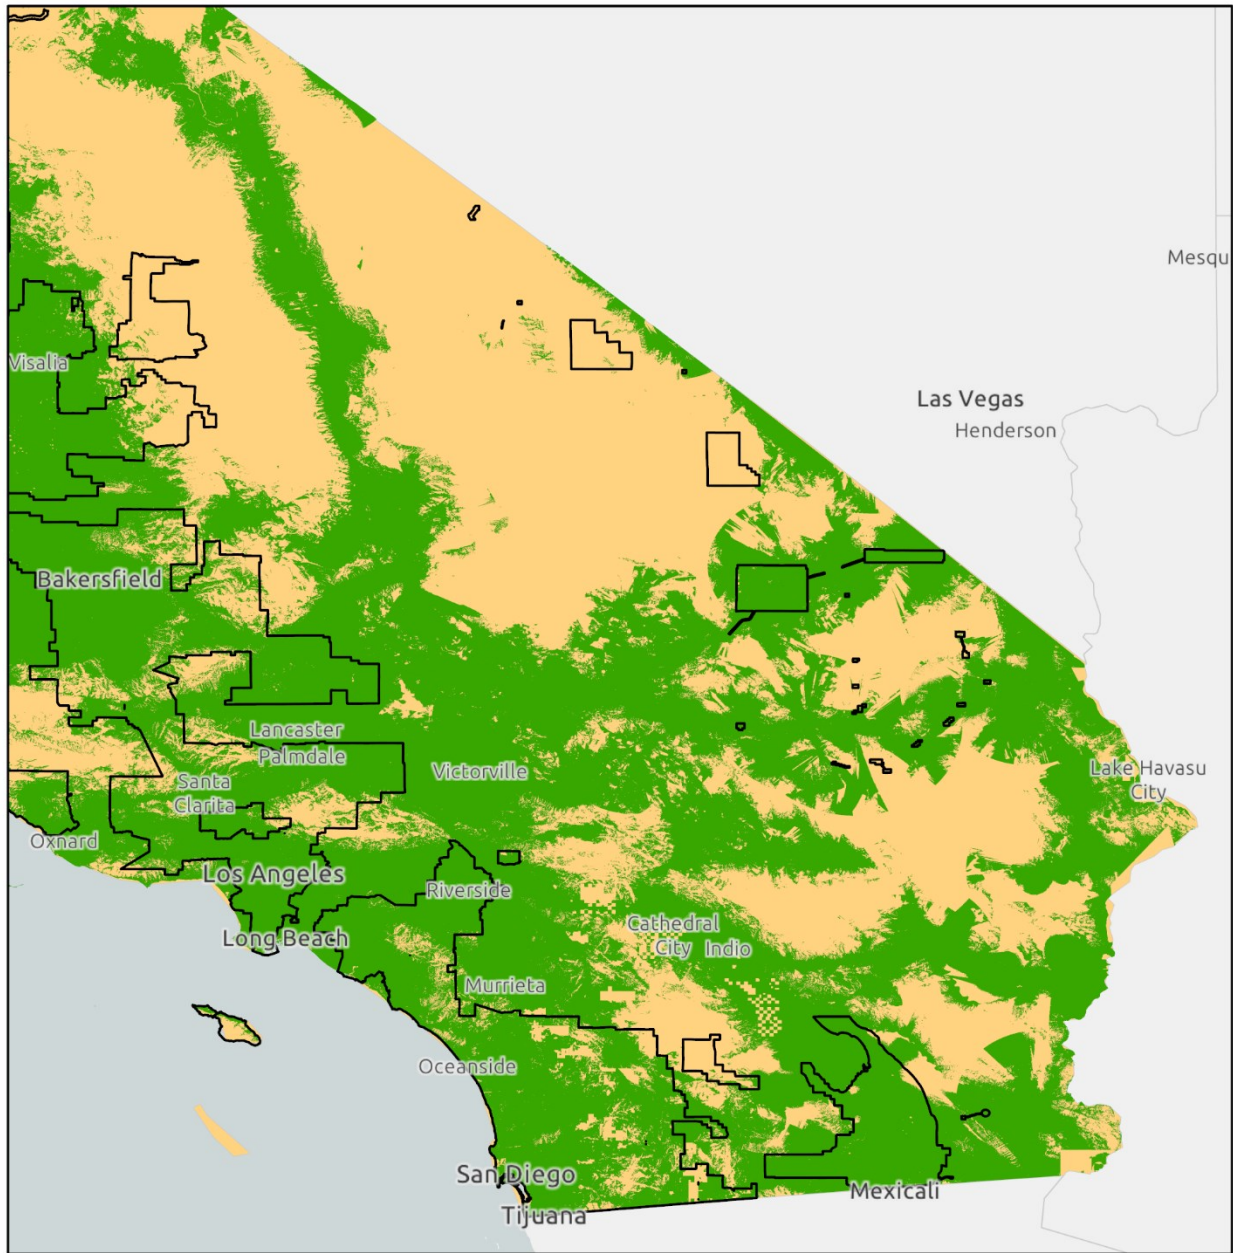 Mesqu
Visalia
Las Vegas
Henderson
Bakersfield
Lancaster
Palmdale
Santa
Clarita
Victorville
Lake Havasu
City
Oxnard
Los Angeles
Riverside
Long Beach
Cathedral
City
Indio
Murrieta
Oceanside
San Diego
Mexicali
Tijuana